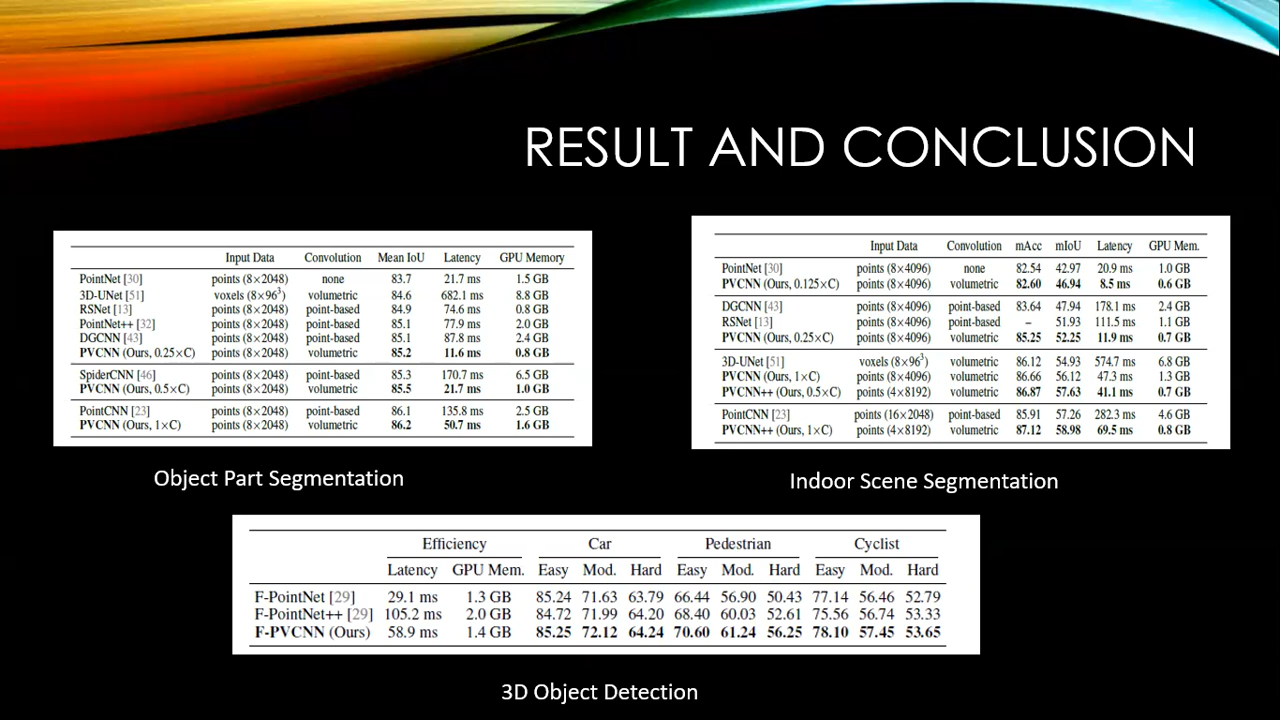 RESULT AND CONCLUSION
Input Data Convolution Mean IoU Latency GPU Memory
PointNet [30] points (8×2048) none 83.7 21.7 ms 1.5 GB
3D-UNet [51] voxels (8×96³) volumetric 84.6 682.1 ms 8.8 GB
RSNet [13] points (8×2048) point-based 84.9 74.6 ms 0.8 GB
PointNet++ [32] points (8×2048) point-based 85.1 77.9 ms 2.0 GB
DGCNN [43] points (8×2048) point-based 85.1 87.8 ms 2.4 GB
PVCNN (Ours, 0.25×C) points (8×2048) volumetric 85.2 11.6 ms 0.8 GB
SpiderCNN [46] points (8×2048) point-based 85.3 170.7 ms 6.5 GB
PVCNN (Ours, 0.5×C) points (8×2048) volumetric 85.5 21.7 ms 1.0 GB
PointCNN [23] points (8×2048) point-based 86.1 135.8 ms 2.5 GB
PVCNN (Ours, 1×C) points (8×2048) volumetric 86.2 50.7 ms 1.6 GB
Object Part Segmentation
Input Data Convolution mAcc mIoU Latency GPU Mem.
PointNet [30] points (8×4096) none 82.54 42.97 20.9 ms 1.0 GB
PVCNN (Ours, 0.125×C) points (8×4096) volumetric 82.60 46.94 8.5 ms 0.6 GB
DGCNN [43] points (8×4096) point-based 83.64 47.94 178.1 ms 2.4 GB
RSNet [13] points (8×4096) point-based – 51.93 111.5 ms 1.1 GB
PVCNN (Ours, 0.25×C) points (8×4096) volumetric 85.25 52.25 11.9 ms 0.7 GB
3D-UNet [51] voxels (8×96³) volumetric 86.12 54.93 574.7 ms 6.8 GB
PVCNN (Ours, 1×C) points (8×4096) volumetric 86.66 56.12 47.3 ms 1.3 GB
PVCNN++ (Ours, 0.5×C) points (4×8192) volumetric 86.87 57.63 41.1 ms 0.7 GB
PointCNN [23] points (16×2048) point-based 85.91 57.26 282.3 ms 4.6 GB
PVCNN++ (Ours, 1×C) points (4×8192) volumetric 87.12 58.98 69.5 ms 0.8 GB
Indoor Scene Segmentation
Efficiency Car Pedestrian Cyclist
Latency GPU Mem. Easy Mod. Hard Easy Mod. Hard Easy Mod. Hard
F-PointNet [29] 29.1 ms 1.3 GB 85.24 71.63 63.79 66.44 56.90 50.43 77.14 56.46 52.79
F-PointNet++ [29] 105.2 ms 2.0 GB 84.72 71.99 64.20 68.40 60.03 52.61 75.56 56.74 53.33
F-PVCNN (Ours) 58.9 ms 1.4 GB 85.25 72.12 64.24 70.60 61.24 56.25 78.10 57.45 53.65
3D Object Detection